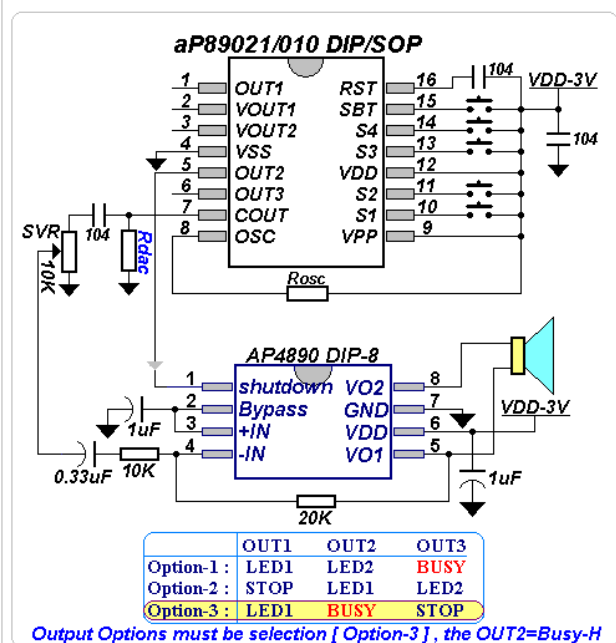 aP89021/010 DIP/SOP
1 OUT1 RST 16 104 VDD-3V
2 VOUT1 SBT 15
3 VOUT2 S4 14 104
4 VSS S3 13
5 OUT2 VDD 12
6 OUT3 S2 11
7 COUT S1 10
8 OSC VPP 9
SVR 104 Rdac
10K
Rosc
AP4890 DIP-8
1 shutdown VO2 8
2 Bypass GND 7 VDD-3V
1uF 3 +IN VDD 6
4 -IN VO1 5
0.33uF 10K 1uF
20K
OUT1 OUT2 OUT3
Option-1 : LED1 LED2 BUSY
Option-2 : STOP LED1 LED2
Option-3 : LED1 BUSY STOP
Output Options must be selection [ Option-3 ] , the OUT2=Busy-H